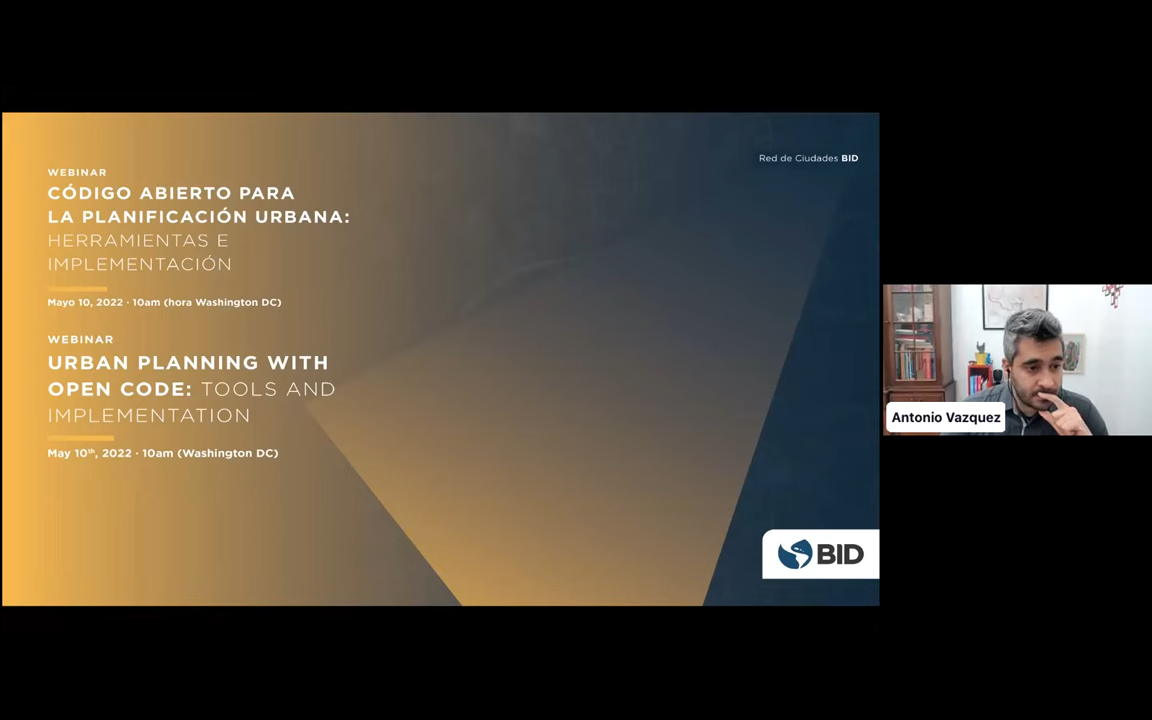 WEBINAR
CÓDIGO ABIERTO PARA
LA PLANIFICACIÓN URBANA:
HERRAMIENTAS E
IMPLEMENTACIÓN
Mayo 10, 2022 · 10am (hora Washington DC)
WEBINAR
URBAN PLANNING WITH
OPEN CODE: TOOLS AND
IMPLEMENTATION
May 10th, 2022 · 10am (Washington DC)
Red de Ciudades BID
BID
Antonio Vazquez